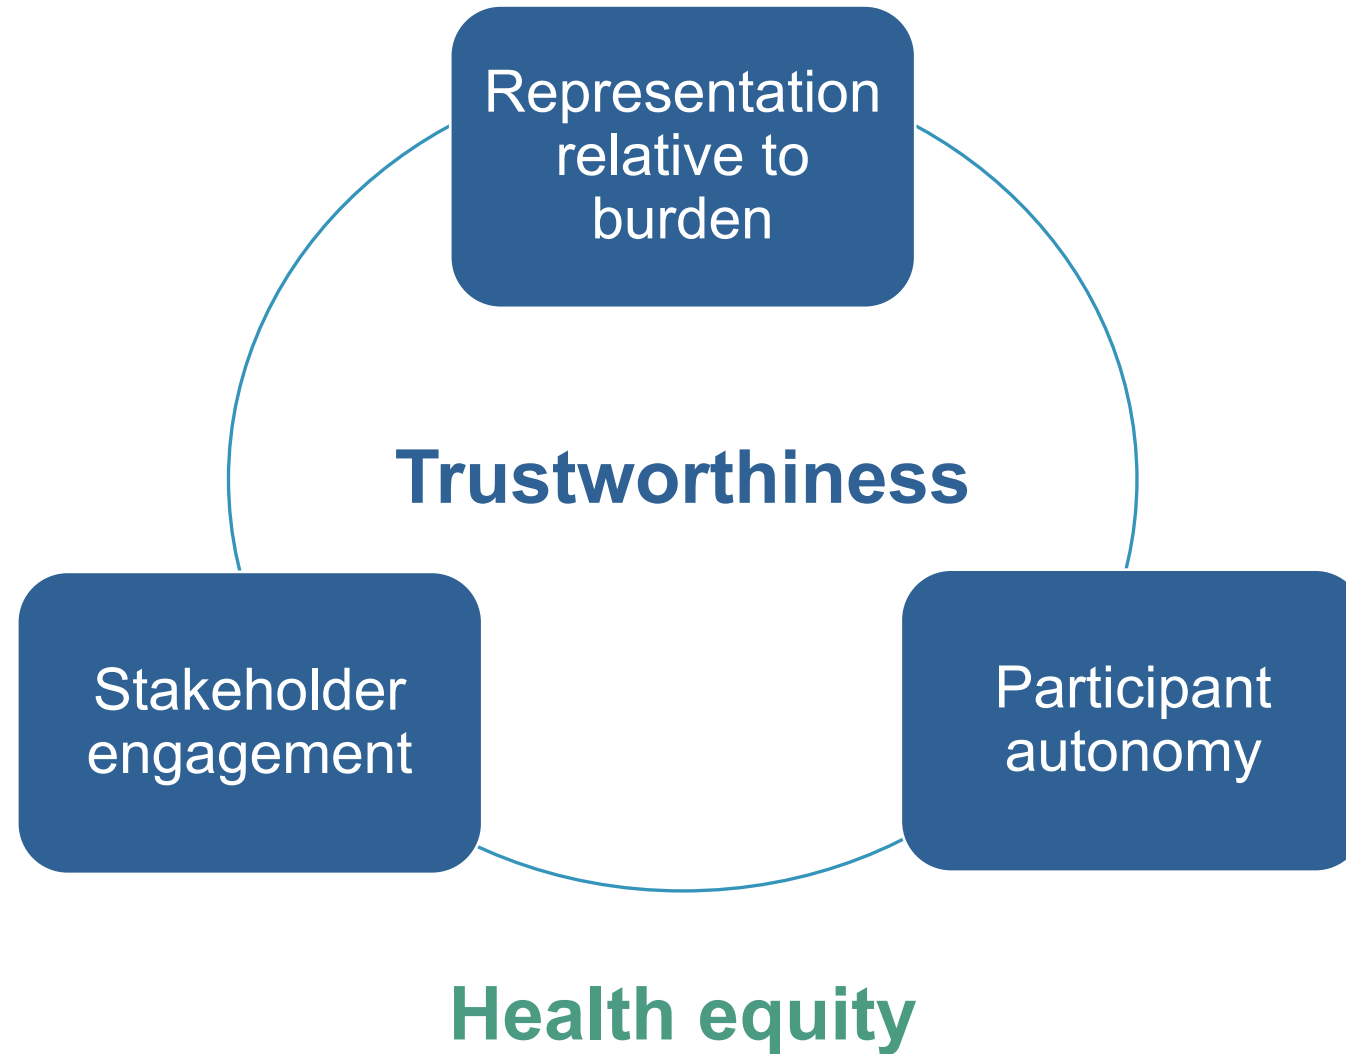 Representation
relative to
burden
Trustworthiness
Stakeholder
engagement
Participant
autonomy
Health equity